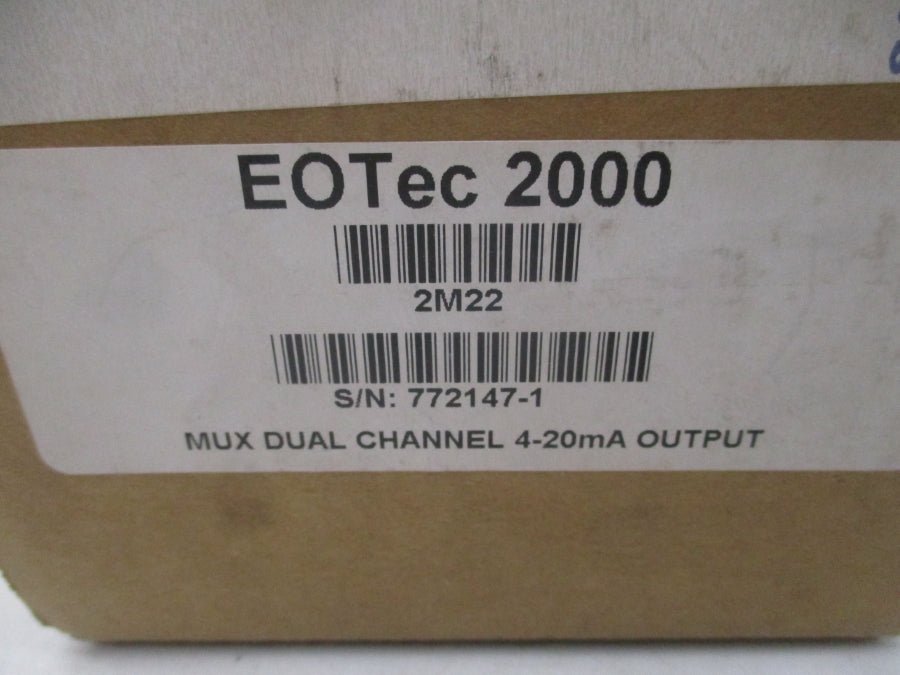 EOTec 2000
2M22
S/N: 772147-1
MUX DUAL CHANNEL 4-20mA OUTPUT